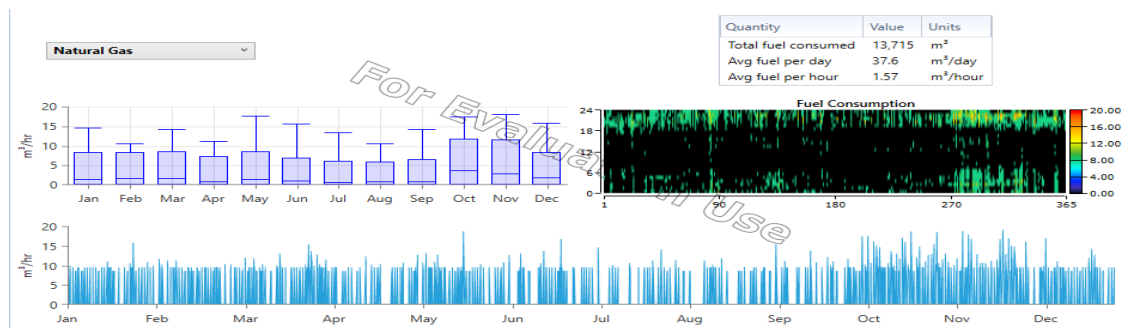 Quantity Value Units
Total fuel consumed 13,715 m³
Avg fuel per day 37.6 m³/day
Avg fuel per hour 1.57 m³/hour
Natural Gas
For Evaluat
n Use
20
15
10
5
0
m³/hr
Jan Feb Mar Apr May Jun Jul Aug Sep Oct Nov Dec
Fuel Consumption
24
18
12
6
0
1 90 180 270 365
20.00
16.00
12.00
8.00
4.00
0.00
20
15
10
5
0
m³/hr
Jan Feb Mar Apr May Jun Jul Aug Sep Oct Nov Dec